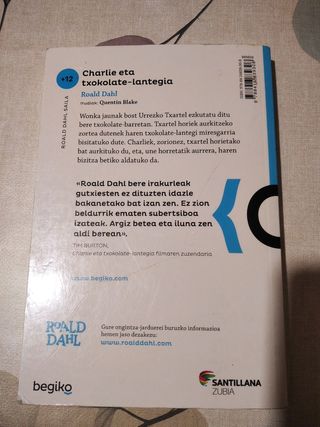 +12
ROALD DAHL SAILA
Charlie eta
txokolate-lantegia
Roald Dahl
irudiak: Quentin Blake
Wonka jaunak bost Urrezko Txartel ezkutatu ditu
bere txokolate-barretan. Txartel horiek aurkitzeko
zortea dutenek haren txokolate-lantegi miresgarria
bisitatuko dute. Charliek, zorionez, txartel horietako
bat aurkituko du, eta, une horretatik aurrera, haren
bizitza betiko aldatuko da.
«Roald Dahl bere irakurleak
gutxiesten ez dituzten idazle
bakanetako bat izan zen. Ez zion
beldurrik ematen subertsiboa
izateak. Argiz betea eta iluna zen
aldi berean».
TIM BURTON,
Charlie eta txokolate-lantegia filmaren zuzendaria
www.begiko.com
ROALD
DAHL
Gure ongintza-jarduerei buruzko informazioa
hemen jaso dezakezu:
www.roalddahl.com
begiko
SANTILLANA
ZUBIA